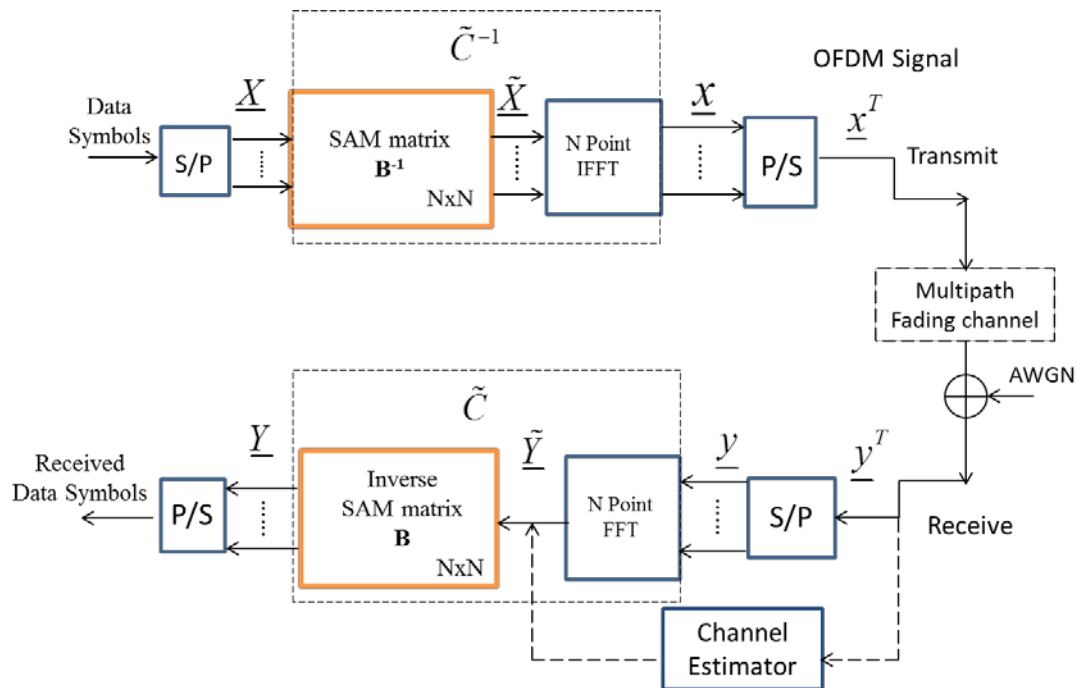 C̃⁻¹
OFDM Signal
Data
Symbols
S/P
X
SAM matrix
B⁻¹
NxN
X̃
N Point
IFFT
x
P/S
xᵀ
Transmit
Multipath
Fading channel
AWGN
C̃
Received
Data Symbols
P/S
Y
Inverse
SAM matrix
B
NxN
Ỹ
N Point
FFT
y
S/P
yᵀ
Receive
Channel
Estimator